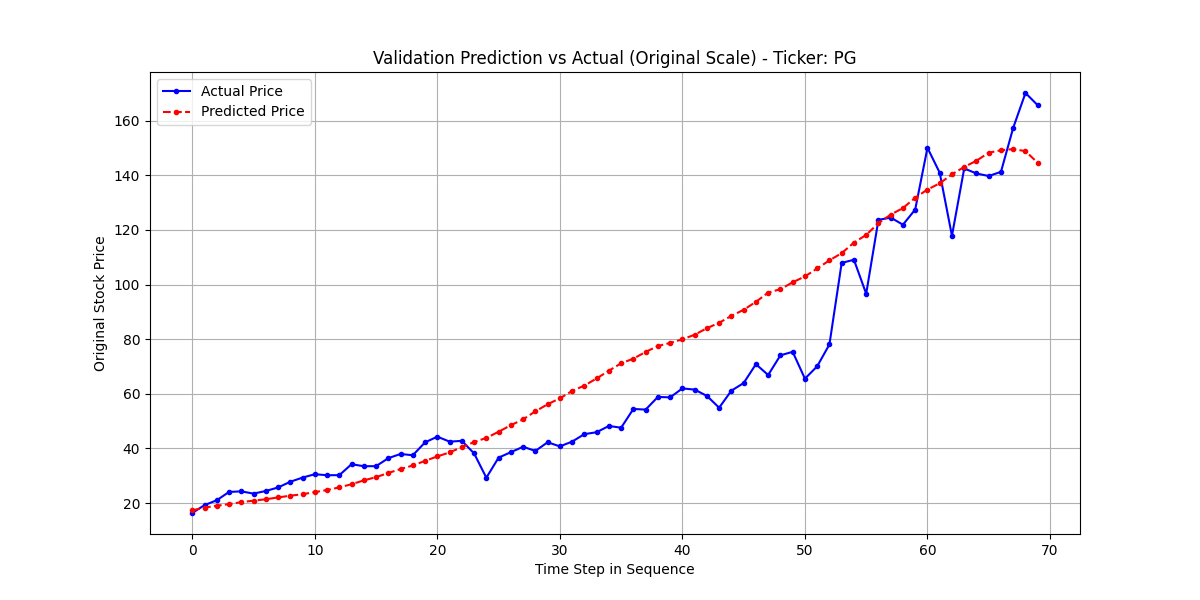 Validation Prediction vs Actual (Original Scale) - Ticker: PG
Actual Price
Predicted Price
160
140
120
100
80
60
40
20
Original Stock Price
0 10 20 30 40 50 60 70
Time Step in Sequence